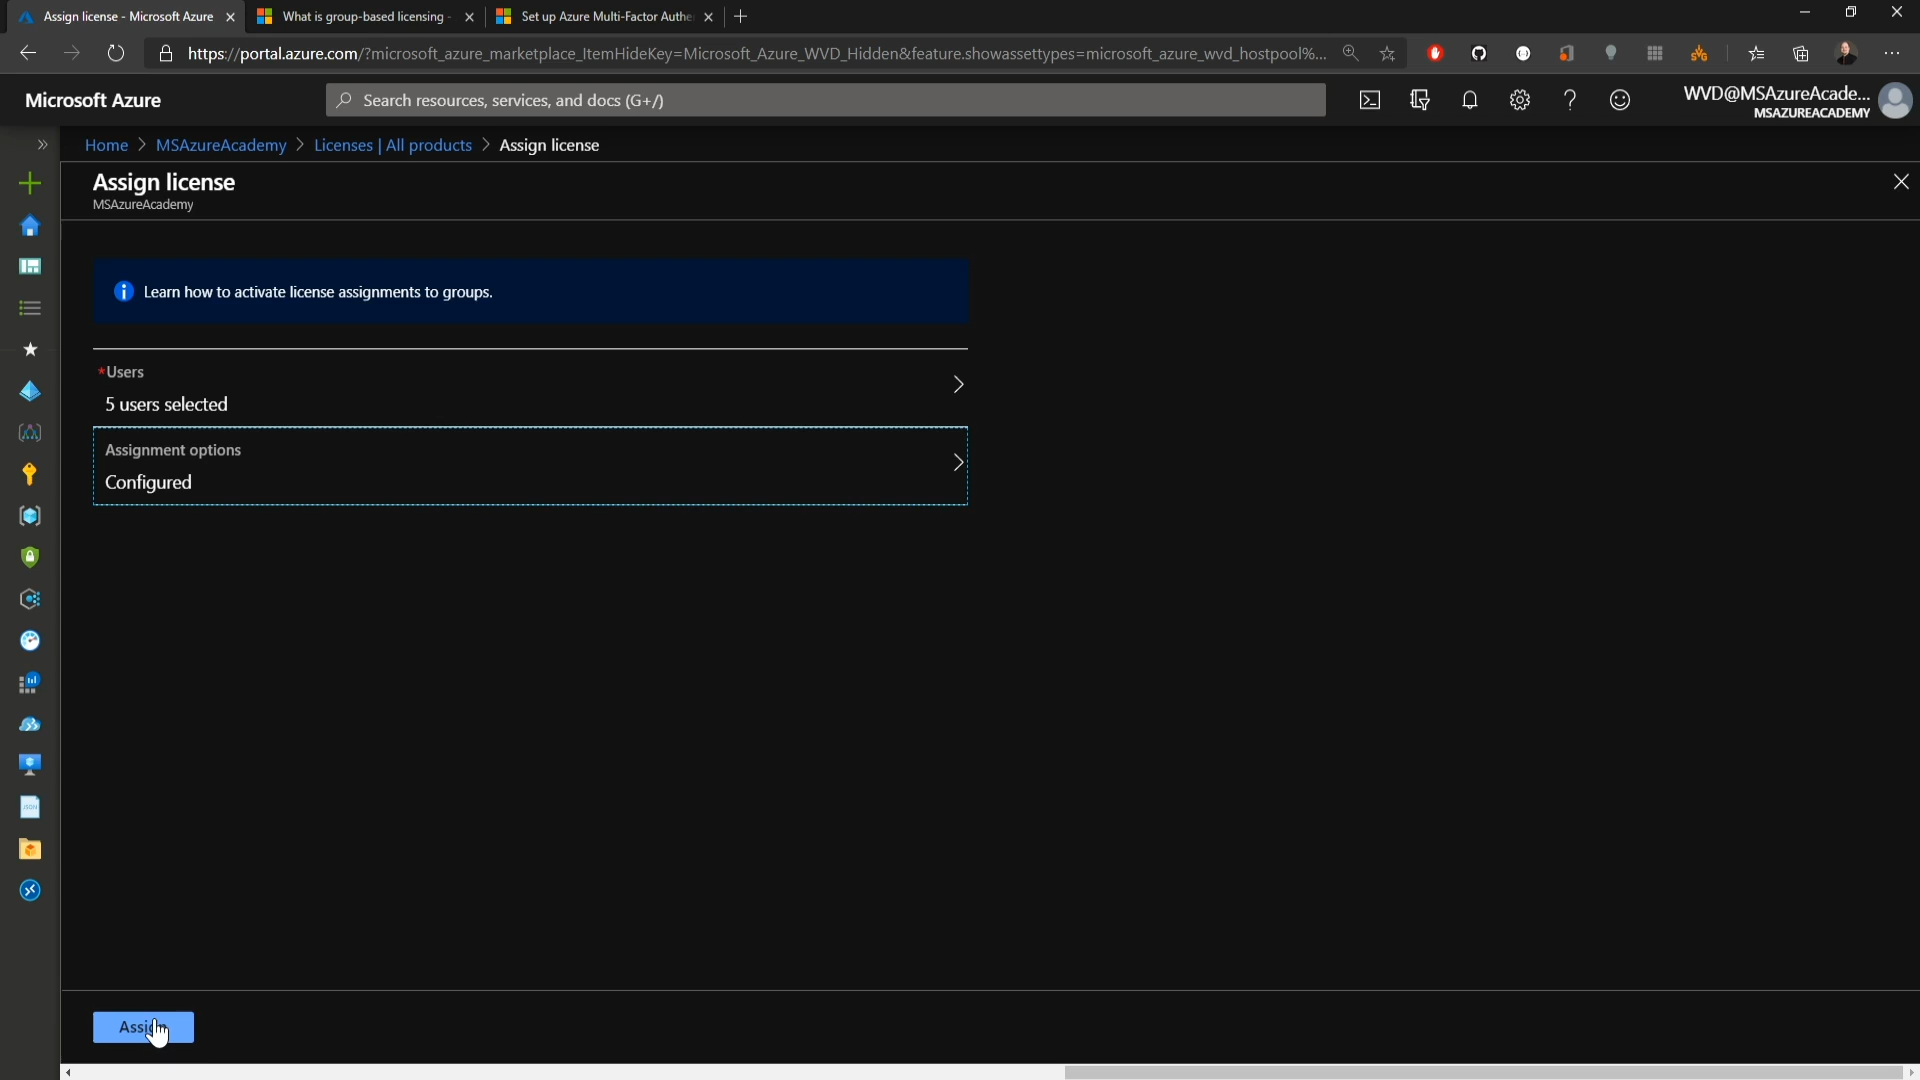 Assign license - Microsoft Azure
What is group-based licensing -
Set up Azure Multi-Factor Authe
https://portal.azure.com/?microsoft_azure_marketplace_ItemHideKey=Microsoft_Azure_WVD_Hidden&feature.showassettypes=microsoft_azure_wvd_hostpool%...
Microsoft Azure
Search resources, services, and docs (G+/)
WVD@MSAzureAcade...
MSAZUREACADEMY
Home > MSAzureAcademy > Licenses | All products > Assign license
Assign license
MSAzureAcademy
Learn how to activate license assignments to groups.
*Users
5 users selected
Assignment options
Configured
JSON
Assign